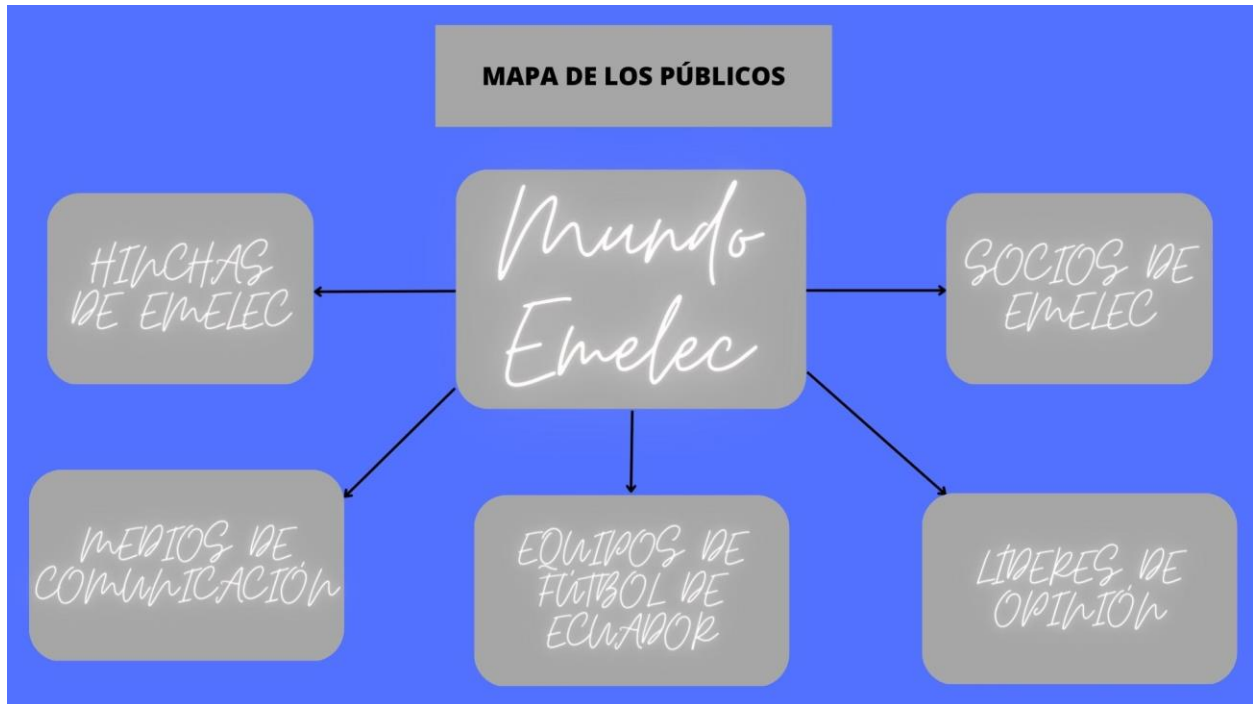 MAPA DE LOS PÚBLICOS
Mundo
Emelec
HINCHAS
DE EMELEC
SOCIOS DE
EMELEC
MEDIOS DE
COMUNICACIÓN
EQUIPOS DE
FÚTBOL DE
ECUADOR
LÍDERES DE
OPINIÓN